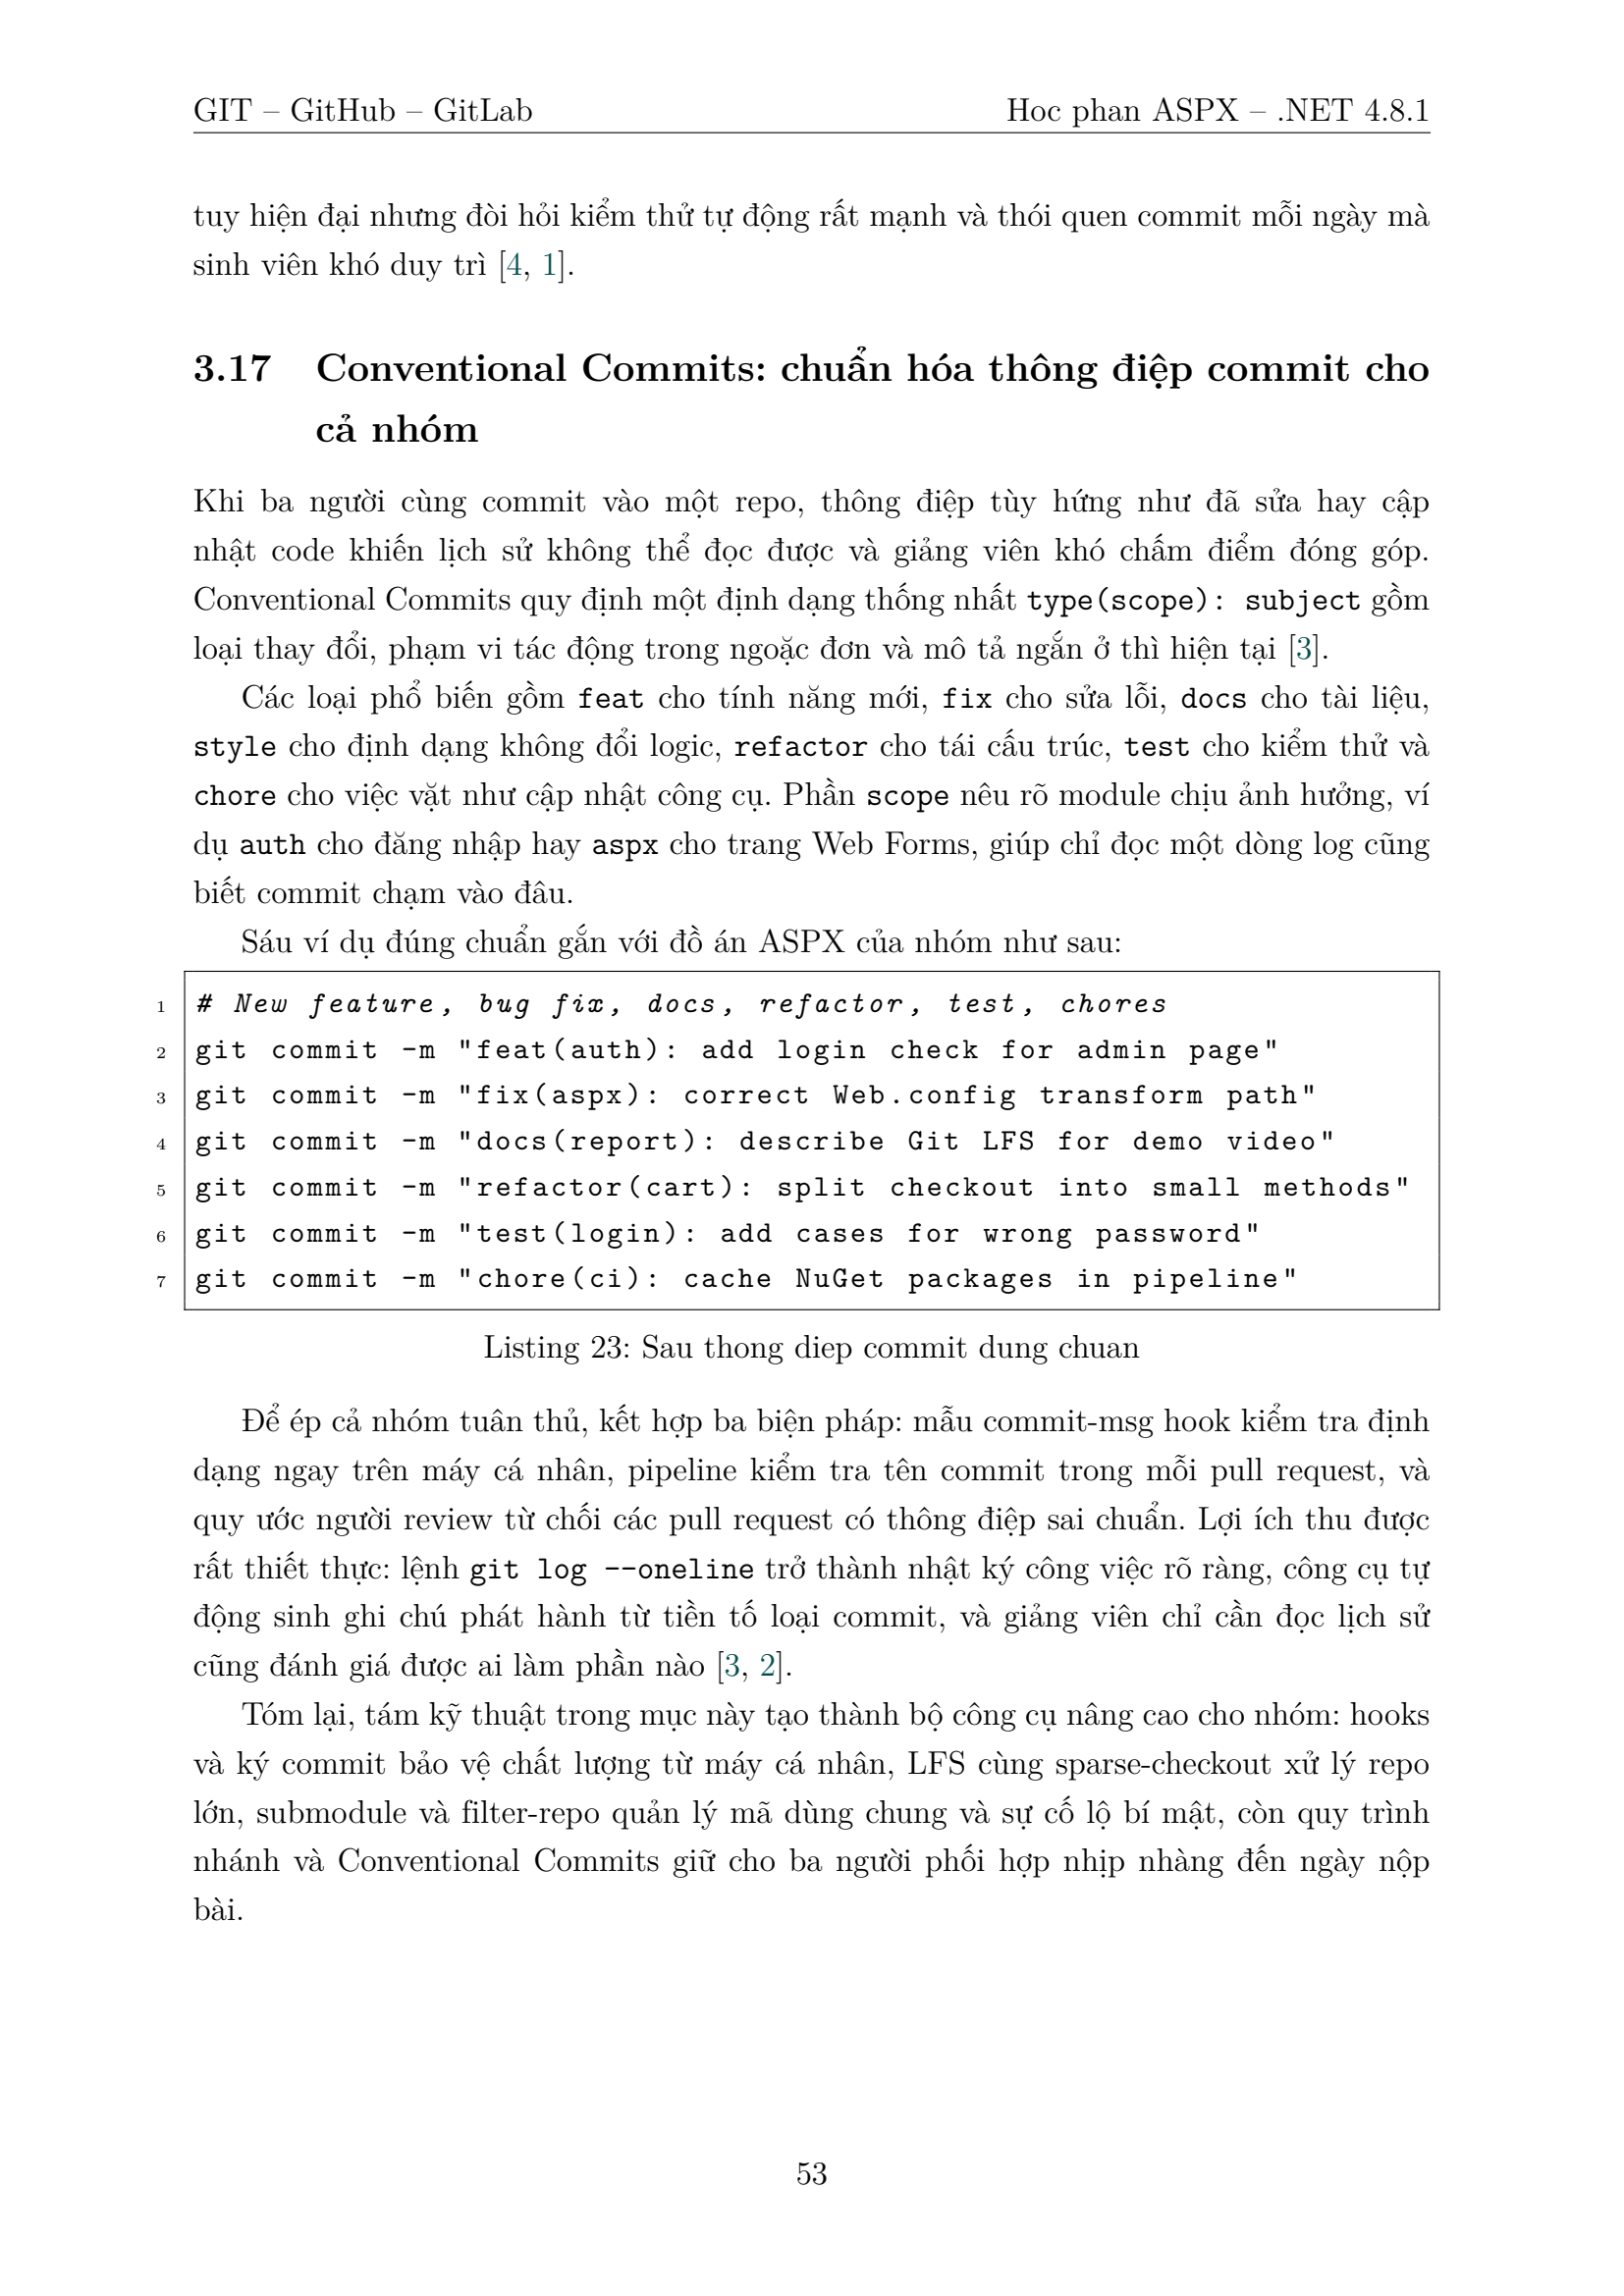 GIT – GitHub – GitLab
Hoc phan ASPX – .NET 4.8.1
tuy hiện đại nhưng đòi hỏi kiểm thử tự động rất mạnh và thói quen commit mỗi ngày mà
sinh viên khó duy trì [4, 1].
3.17 Conventional Commits: chuẩn hóa thông điệp commit cho
cả nhóm
Khi ba người cùng commit vào một repo, thông điệp tùy hứng như đã sửa hay cập
nhật code khiến lịch sử không thể đọc được và giảng viên khó chấm điểm đóng góp.
Conventional Commits quy định một định dạng thống nhất type(scope): subject gồm
loại thay đổi, phạm vi tác động trong ngoặc đơn và mô tả ngắn ở thì hiện tại [3].
Các loại phổ biến gồm feat cho tính năng mới, fix cho sửa lỗi, docs cho tài liệu,
style cho định dạng không đổi logic, refactor cho tái cấu trúc, test cho kiểm thử và
chore cho việc vặt như cập nhật công cụ. Phần scope nêu rõ module chịu ảnh hưởng, ví
dụ auth cho đăng nhập hay aspx cho trang Web Forms, giúp chỉ đọc một dòng log cũng
biết commit chạm vào đâu.
Sáu ví dụ đúng chuẩn gắn với đồ án ASPX của nhóm như sau:
1 # New feature, bug fix, docs, refactor, test, chores
2 git commit -m "feat(auth): add login check for admin page"
3 git commit -m "fix(aspx): correct Web.config transform path"
4 git commit -m "docs(report): describe Git LFS for demo video"
5 git commit -m "refactor(cart): split checkout into small methods"
6 git commit -m "test(login): add cases for wrong password"
7 git commit -m "chore(ci): cache NuGet packages in pipeline"
Listing 23: Sau thong diep commit dung chuan
Để ép cả nhóm tuân thủ, kết hợp ba biện pháp: mẫu commit-msg hook kiểm tra định
dạng ngay trên máy cá nhân, pipeline kiểm tra tên commit trong mỗi pull request, và
quy ước người review từ chối các pull request có thông điệp sai chuẩn. Lợi ích thu được
rất thiết thực: lệnh git log --oneline trở thành nhật ký công việc rõ ràng, công cụ tự
động sinh ghi chú phát hành từ tiền tố loại commit, và giảng viên chỉ cần đọc lịch sử
cũng đánh giá được ai làm phần nào [3, 2].
Tóm lại, tám kỹ thuật trong mục này tạo thành bộ công cụ nâng cao cho nhóm: hooks
và ký commit bảo vệ chất lượng từ máy cá nhân, LFS cùng sparse-checkout xử lý repo
lớn, submodule và filter-repo quản lý mã dùng chung và sự cố lộ bí mật, còn quy trình
nhánh và Conventional Commits giữ cho ba người phối hợp nhịp nhàng đến ngày nộp
bài.
53